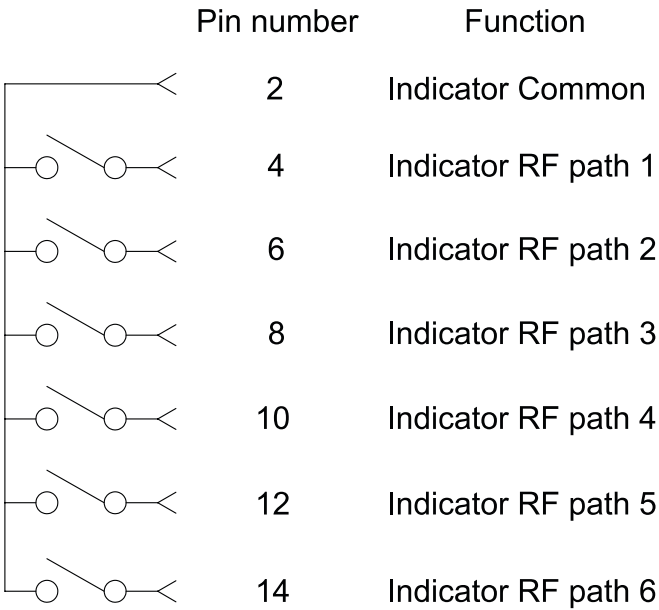 Pin number Function
2 Indicator Common
4 Indicator RF path 1
6 Indicator RF path 2
8 Indicator RF path 3
10 Indicator RF path 4
12 Indicator RF path 5
14 Indicator RF path 6